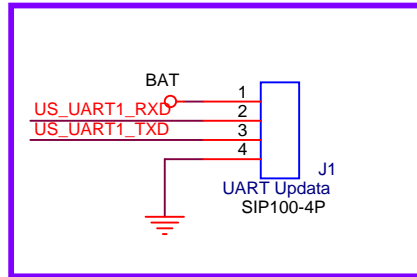 BAT
1
US_UART1_RXD
2
US_UART1_TXD
3
4
J1
UART Updata
SIP100-4P